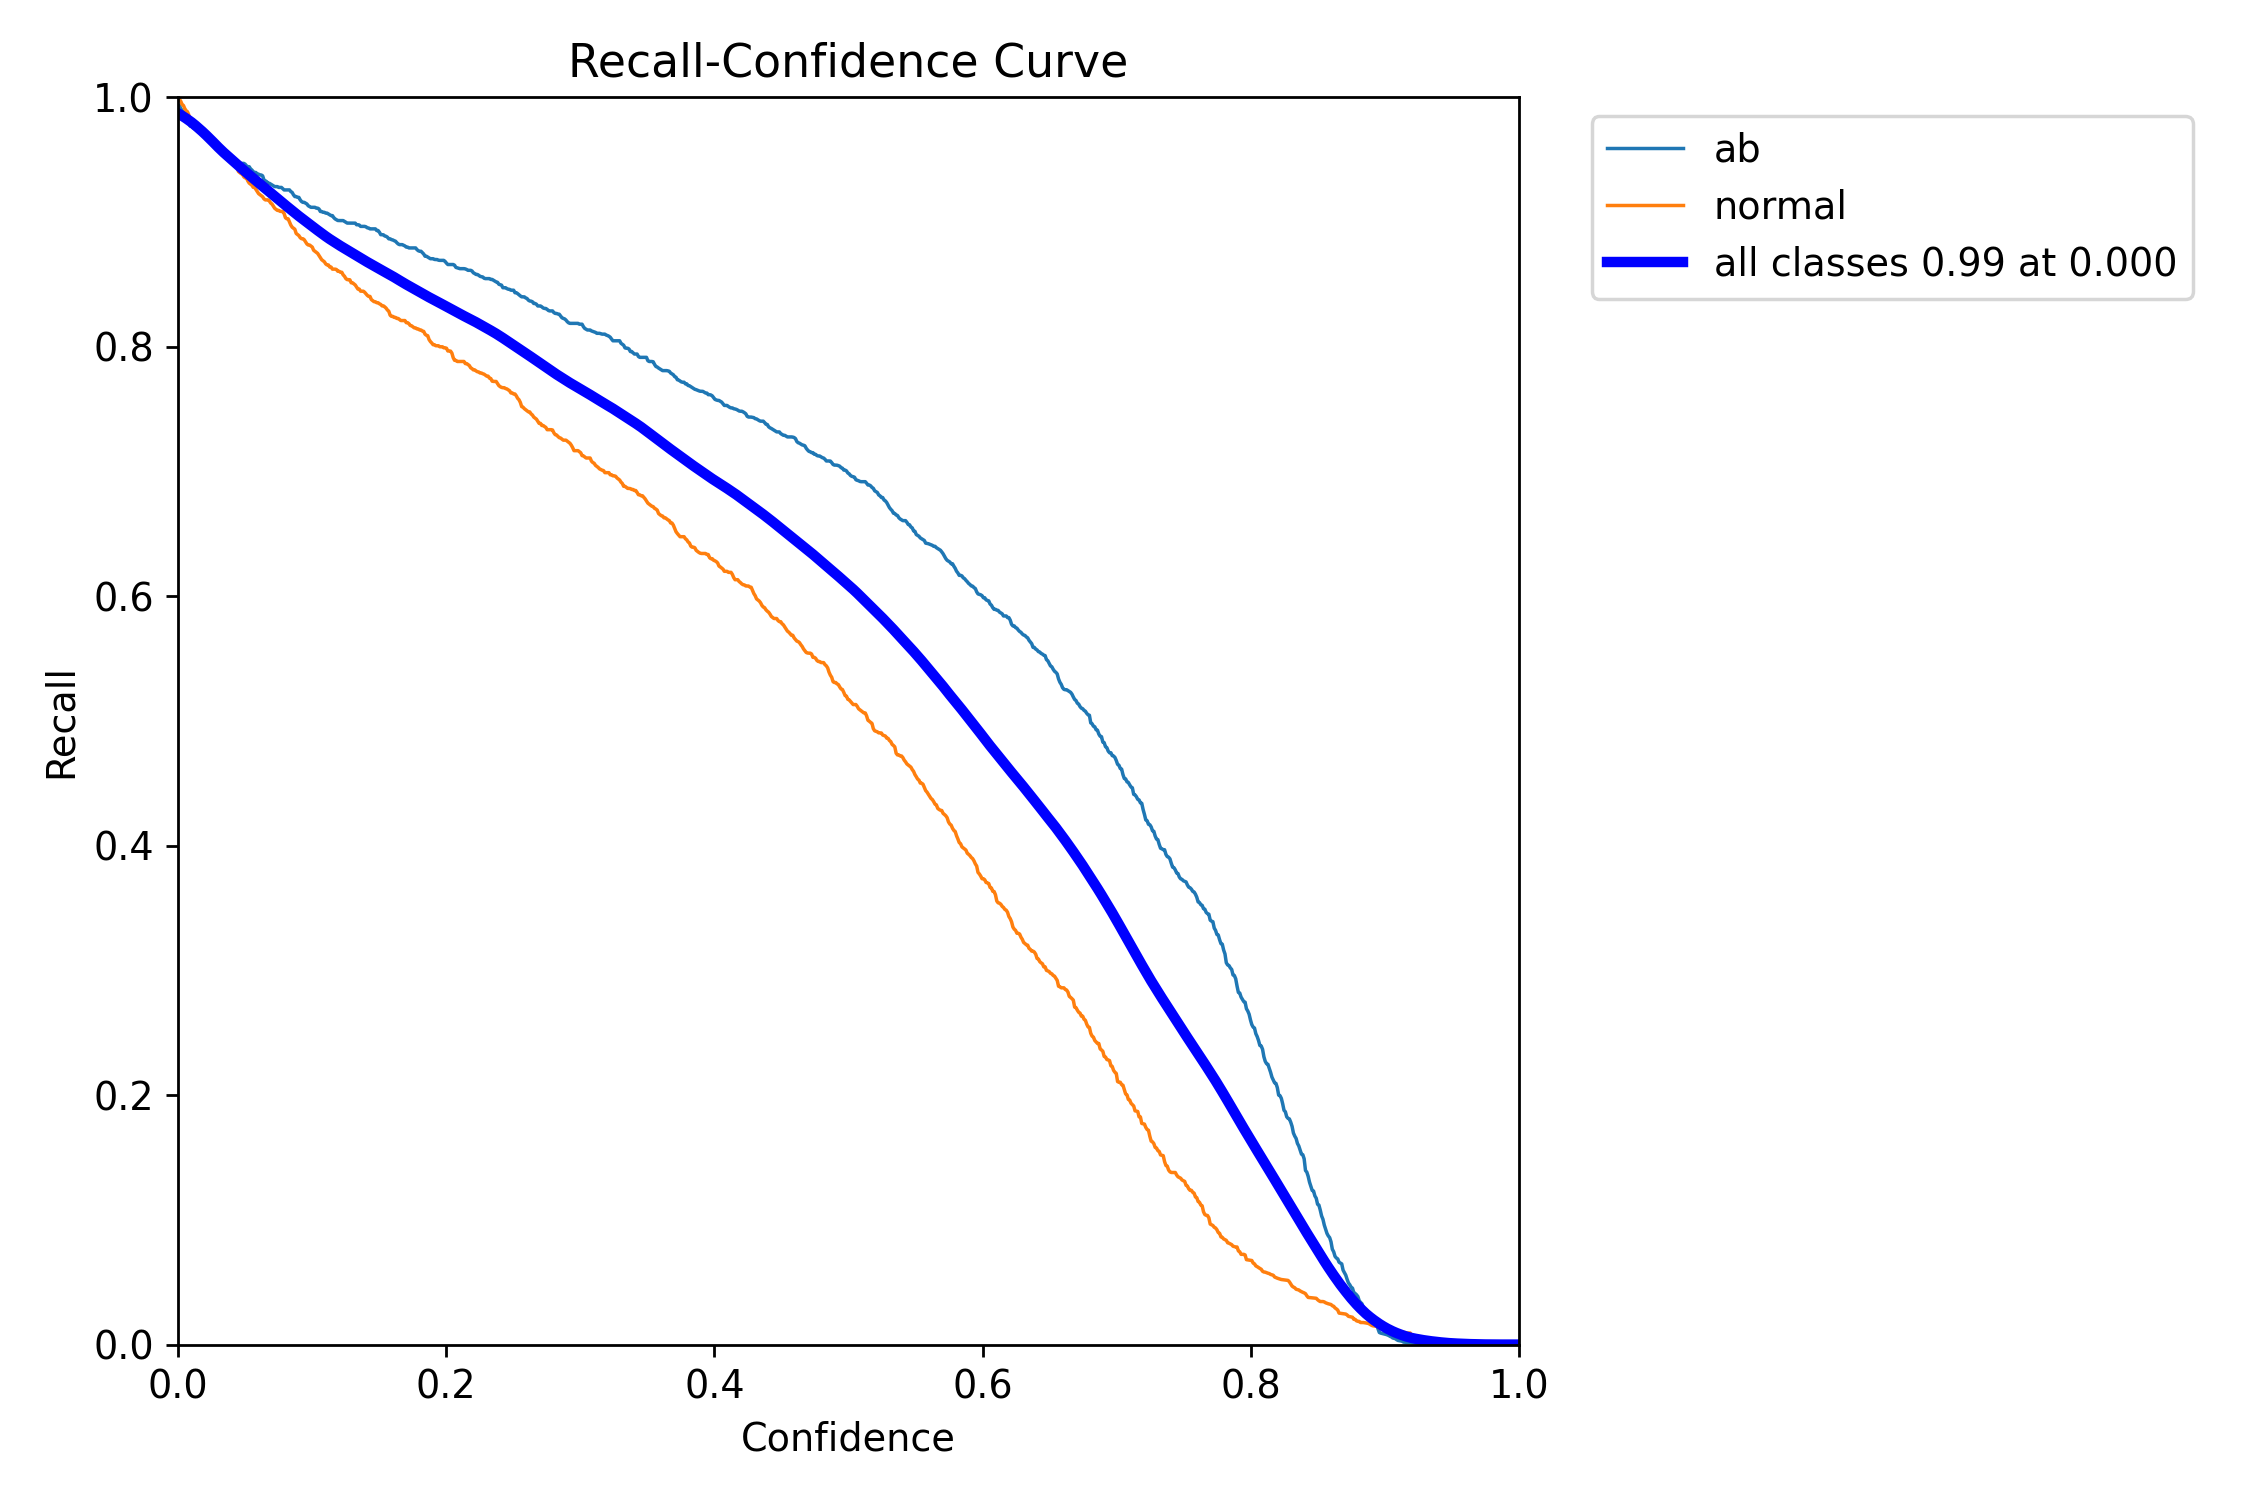 Recall-Confidence Curve
ab
normal
all classes 0.99 at 0.000
1.0
0.8
0.6
0.4
0.2
0.0
Recall
0.0 0.2 0.4 0.6 0.8 1.0
Confidence